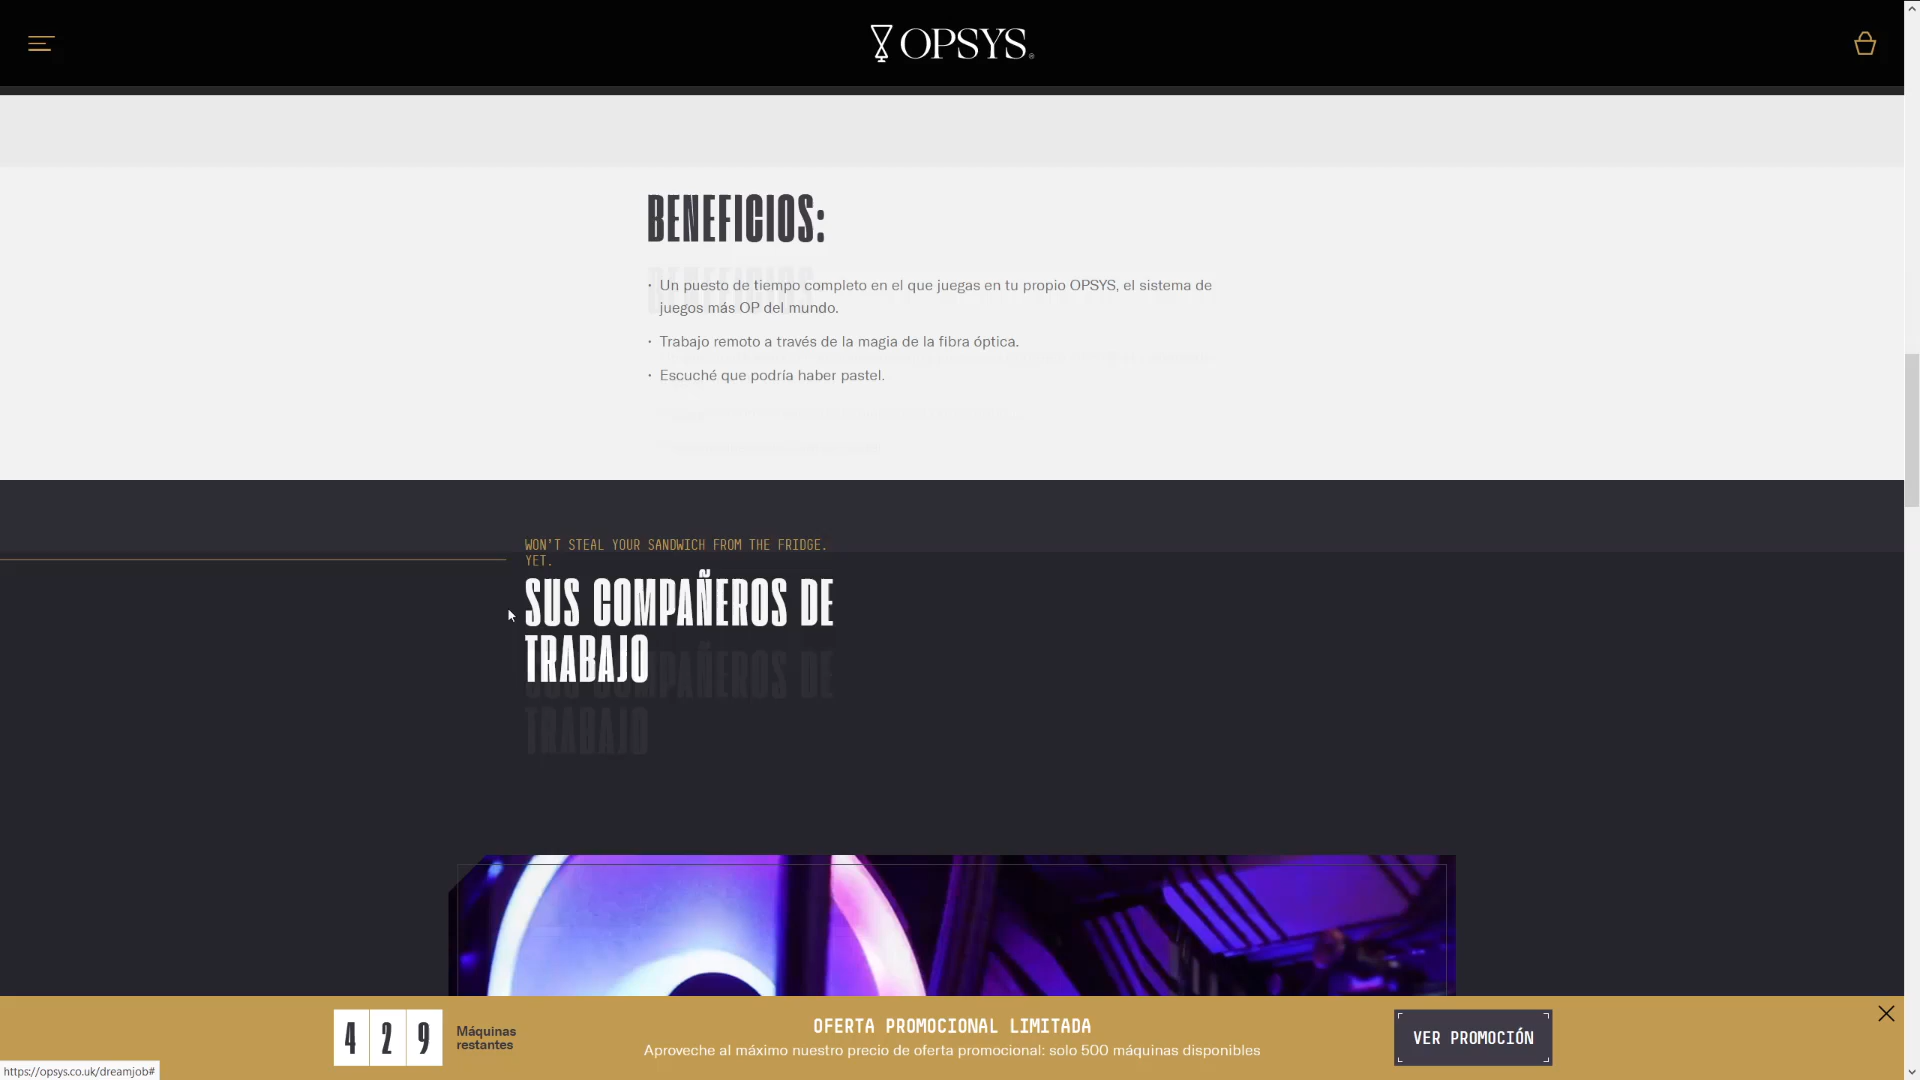 OPSYS
BENEFICIOS:
· Un puesto de tiempo completo en el que juegas en tu propio OPSYS, el sistema de
juegos más OP del mundo.
· Trabajo remoto a través de la magia de la fibra óptica.
· Escuché que podría haber pastel.
WON'T STEAL YOUR SANDWICH FROM THE FRIDGE.
YET.
SUS COMPAÑEROS DE
TRABAJO
429
Máquinas
restantes
OFERTA PROMOCIONAL LIMITADA
Aproveche al máximo nuestro precio de oferta promocional: solo 500 máquinas disponibles
VER PROMOCIÓN
https://opsys.co.uk/dreamjob#